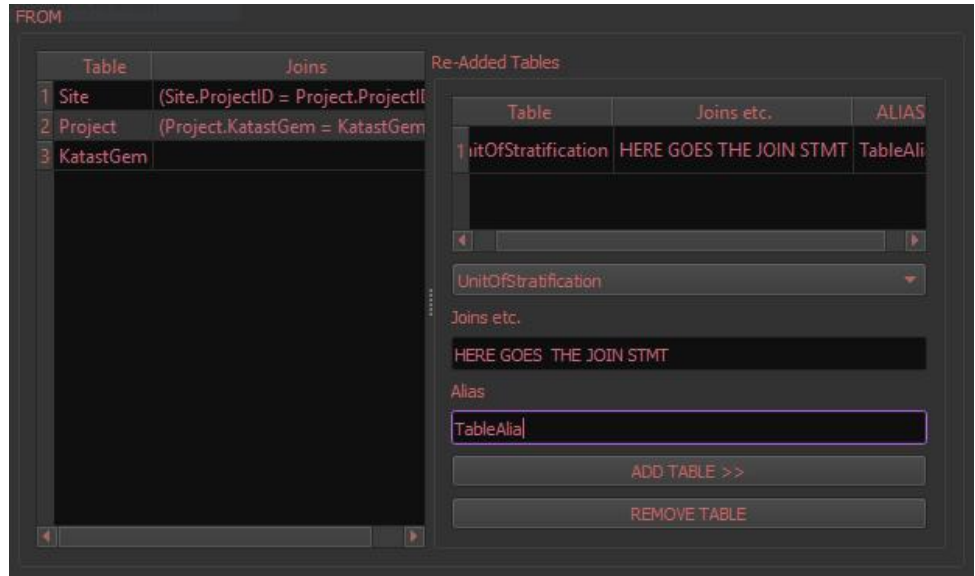 FROM
Table Joins
1 Site (Site.ProjectID = Project.ProjectID
2 Project (Project.KatastGem = KatastGem
3 KatastGem
Re-Added Tables
Table Joins etc. ALIAS
1 itOfStratification HERE GOES THE JOIN STMT TableAli
UnitOfStratification
Joins etc.
HERE GOES THE JOIN STMT
Alias
TableAlia
ADD TABLE >>
REMOVE TABLE